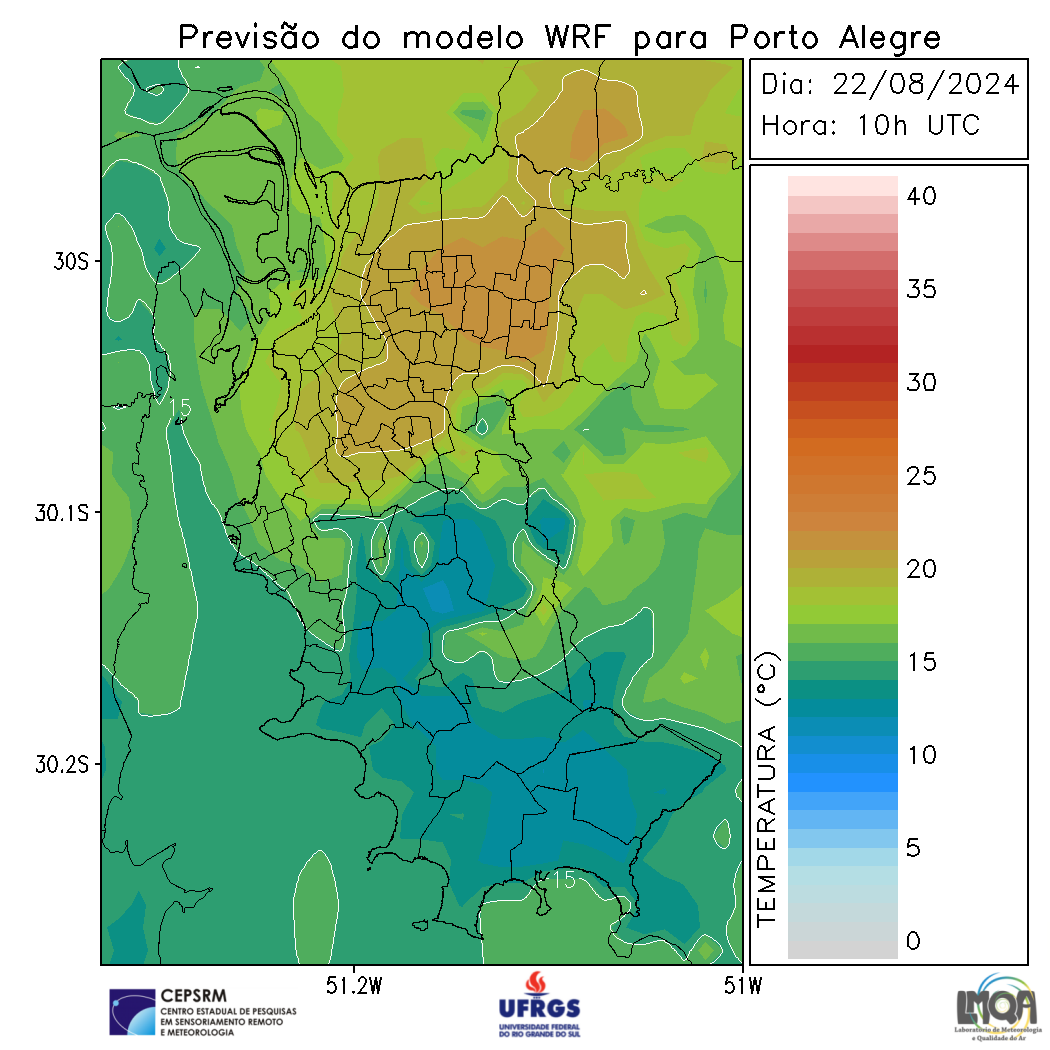 Previsão do modelo WRF para Porto Alegre
Dia: 22/08/2024
Hora: 10h UTC
40
35
30
25
20
15
10
5
0
TEMPERATURA (°C)
30S
30.1S
30.2S
51.2W
51W
15
15
CEPSRM
CENTRO ESTADUAL DE PESQUISAS
EM SENSORIAMENTO REMOTO
E METEOROLOGIA
UFRGS
UNIVERSIDADE FEDERAL
DO RIO GRANDE DO SUL
LMQA
Laboratório de Meteorologia
e Qualidade do Ar